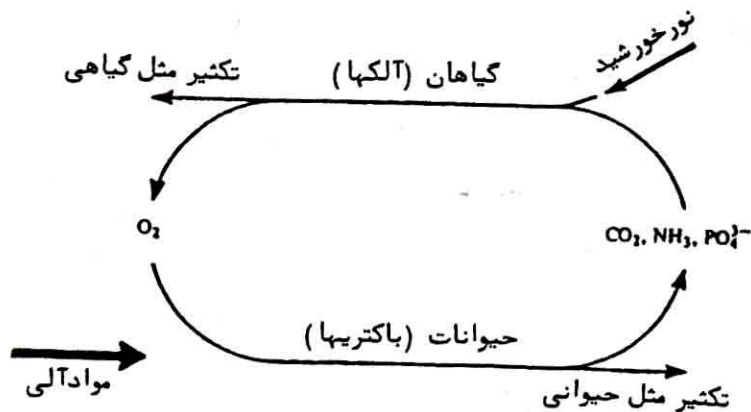 نور خورشید
گیاهان (آلکها)
تکثیر مثل گیاهی
O₂
CO₂, NH₃, PO₄³⁻
حیوانات (باکتریها)
موادآلی
تکثیر مثل حیوانی